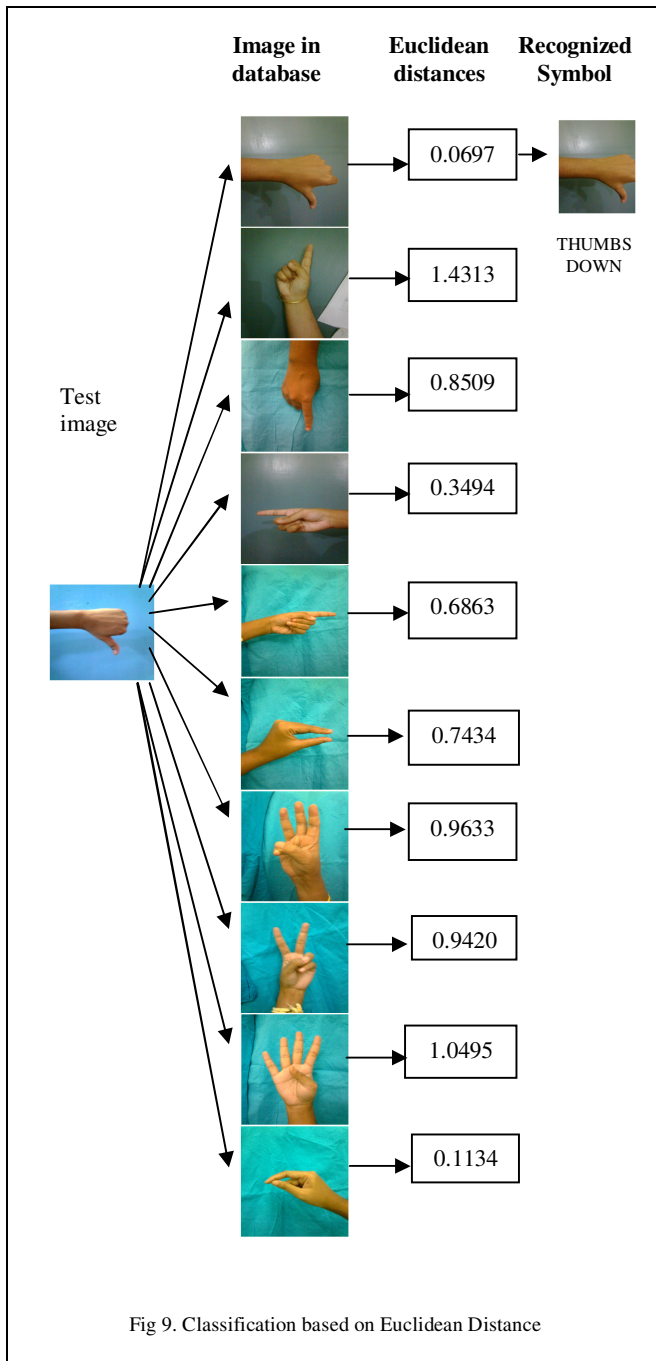 Image in
database
Euclidean
distances
Recognized
Symbol
0.0697
THUMBS
DOWN
1.4313
0.8509
Test
image
0.3494
0.6863
0.7434
0.9633
0.9420
1.0495
0.1134
Fig 9. Classification based on Euclidean Distance